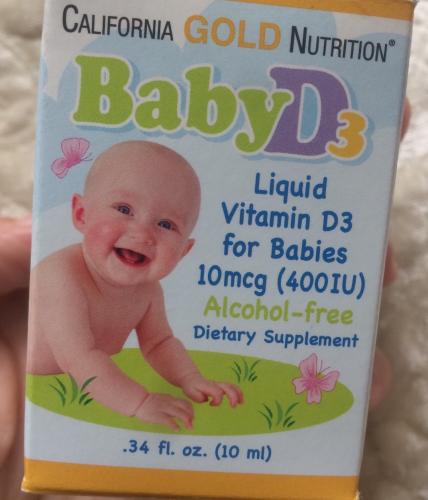 CALIFORNIA GOLD NUTRITION®
BabyD3
Liquid
Vitamin D3
for Babies
10mcg (400IU)
Alcohol-free
Dietary Supplement
.34 fl. oz. (10 ml)